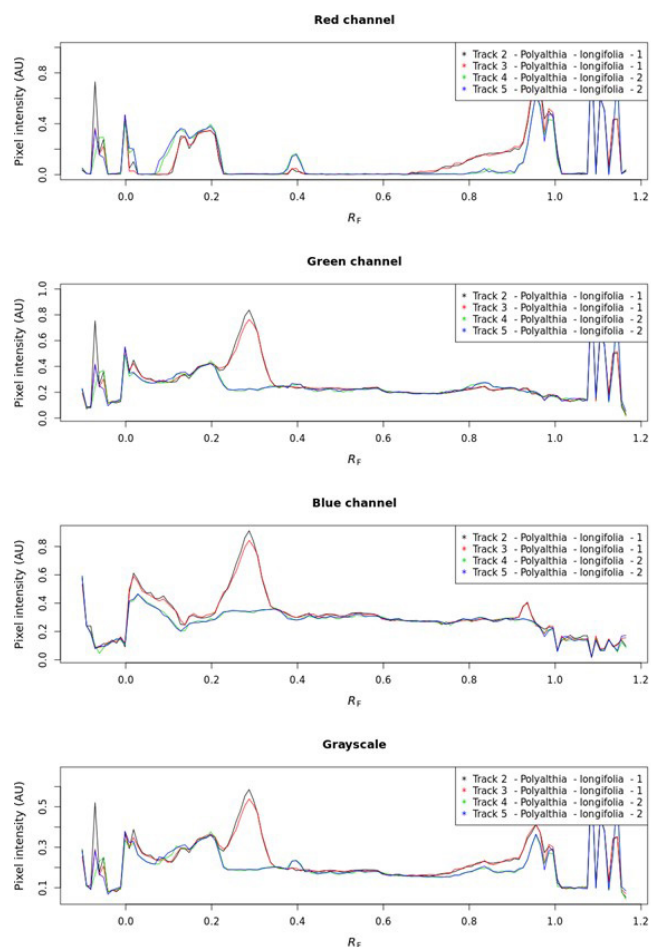 Red channel
Pixel intensity (AU)
0.0 0.4 0.8
Track 2 - Polyalthia - longifolia - 1
Track 3 - Polyalthia - longifolia - 1
Track 4 - Polyalthia - longifolia - 2
Track 5 - Polyalthia - longifolia - 2
0.0 0.2 0.4 0.6 0.8 1.0 1.2
RF
Green channel
Pixel intensity (AU)
0.0 0.2 0.4 0.6 0.8 1.0
Track 2 - Polyalthia - longifolia - 1
Track 3 - Polyalthia - longifolia - 1
Track 4 - Polyalthia - longifolia - 2
Track 5 - Polyalthia - longifolia - 2
0.0 0.2 0.4 0.6 0.8 1.0 1.2
RF
Blue channel
Pixel intensity (AU)
0.0 0.2 0.4 0.6 0.8
Track 2 - Polyalthia - longifolia - 1
Track 3 - Polyalthia - longifolia - 1
Track 4 - Polyalthia - longifolia - 2
Track 5 - Polyalthia - longifolia - 2
0.0 0.2 0.4 0.6 0.8 1.0 1.2
RF
Grayscale
Pixel intensity (AU)
0.1 0.3 0.5
Track 2 - Polyalthia - longifolia - 1
Track 3 - Polyalthia - longifolia - 1
Track 4 - Polyalthia - longifolia - 2
Track 5 - Polyalthia - longifolia - 2
0.0 0.2 0.4 0.6 0.8 1.0 1.2
RF